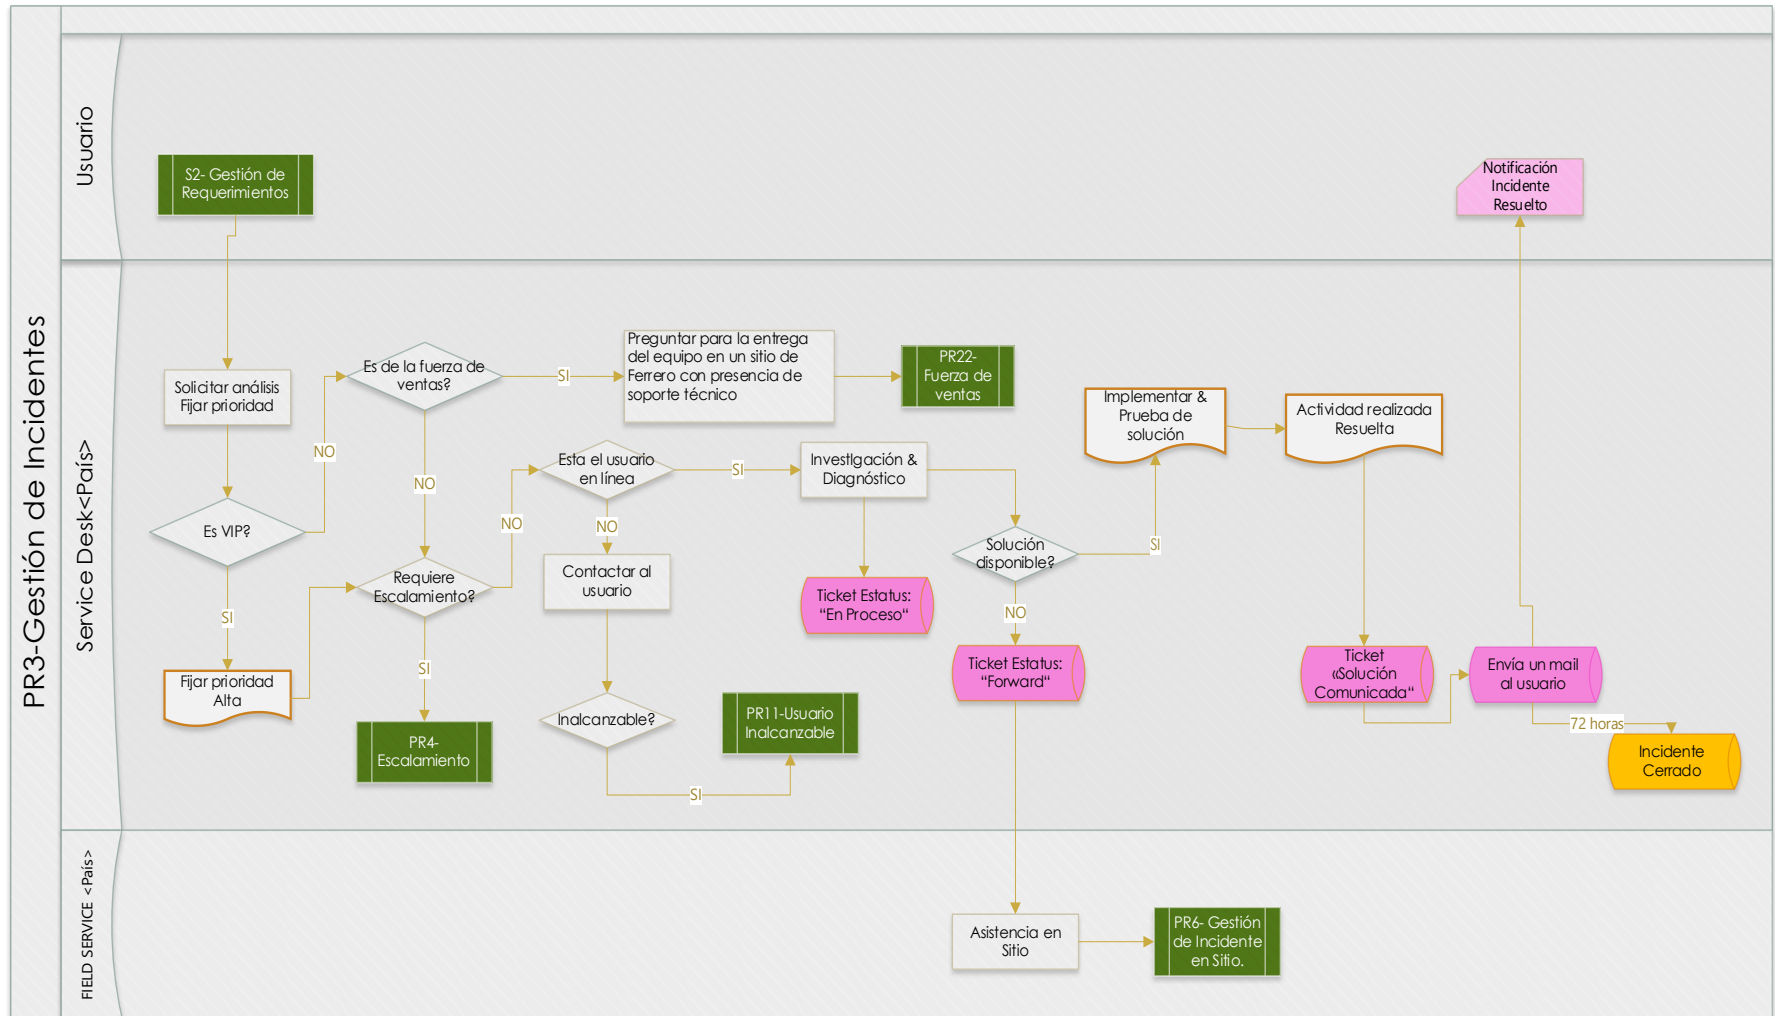 PR3-Gestión de Incidentes
Usuario
S2- Gestión de
Requerimientos
Notificación
Incidente
Resuelto
Service Desk<País>
Solicitar análisis
Fijar prioridad
Es VIP?
NO
SI
Fijar prioridad
Alta
Es de la fuerza de
ventas?
SI
NO
Preguntar para la entrega
del equipo en un sitio de
Ferrero con presencia de
soporte técnico
PR22-
Fuerza de
ventas
Requiere
Escalamiento?
NO
SI
PR4-
Escalamiento
Esta el usuario
en línea
SI
NO
Contactar al
usuario
Inalcanzable?
SI
PR11-Usuario
Inalcanzable
Investigación &
Diagnóstico
Ticket Estatus:
“En Proceso“
Solución
disponible?
SI
NO
Ticket Estatus:
“Forward“
Implementar &
Prueba de
solución
Actividad realizada
Resuelta
Ticket
«Solución
Comunicada“
Envía un mail
al usuario
72 horas
Incidente
Cerrado
FIELD SERVICE <País>
Asistencia en
Sitio
PR6- Gestión
de Incidente
en Sitio.